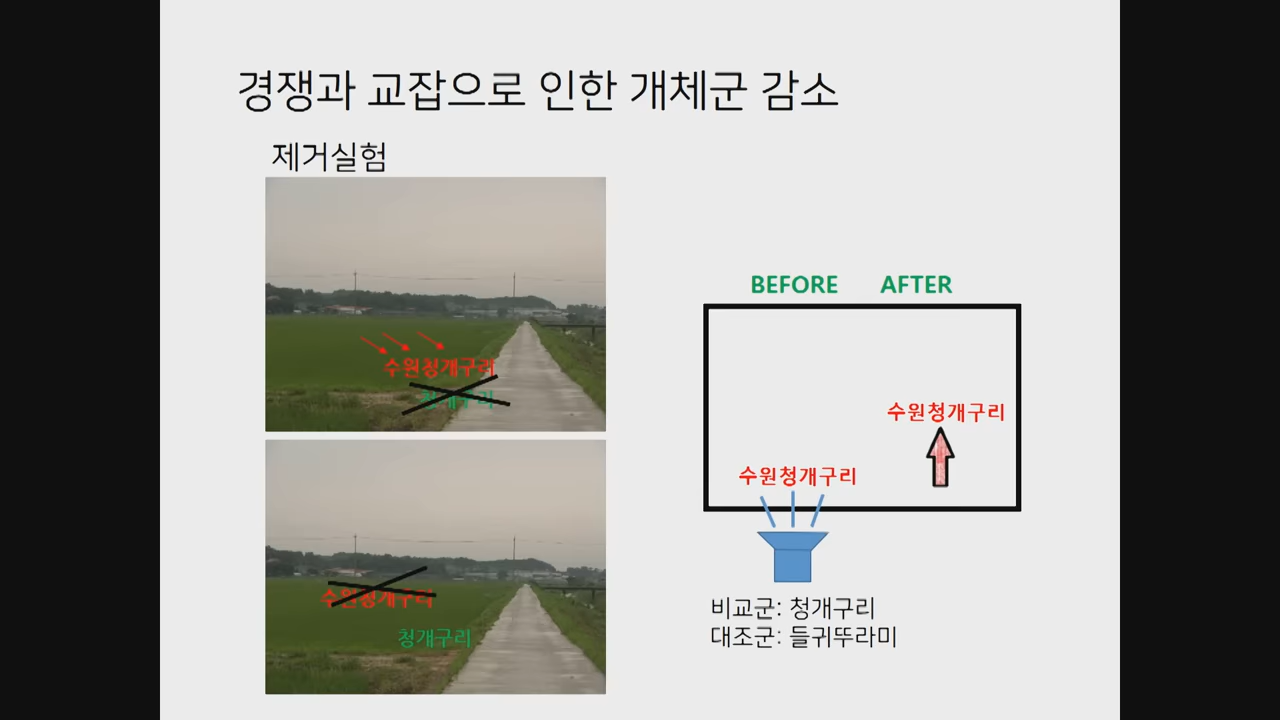 경쟁과 교잡으로 인한 개체군 감소
제거실험
수원청개구리
청개구리
수원청개구리
청개구리
BEFORE AFTER
수원청개구리
수원청개구리
비교군: 청개구리
대조군: 들귀뚜라미